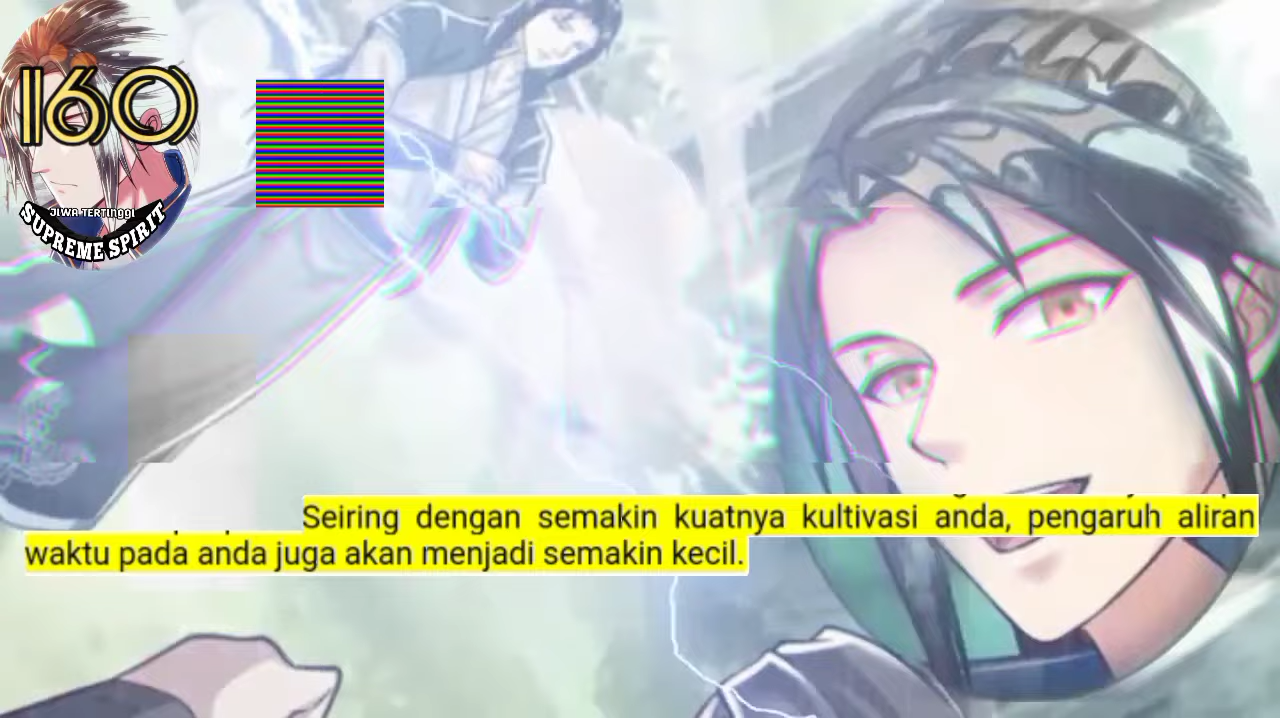 160
JIWA TERTINGGI
SUPREME SPIRIT
Seiring dengan semakin kuatnya kultivasi anda, pengaruh aliran
waktu pada anda juga akan menjadi semakin kecil.